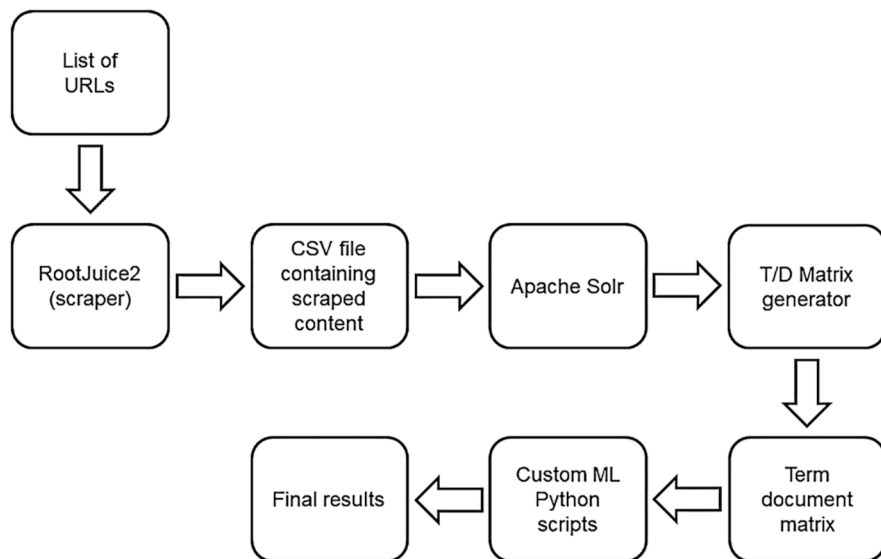 List of
URLs
RootJuice2
(scraper)
CSV file
containing
scraped
content
Apache Solr
T/D Matrix
generator
Term
document
matrix
Custom ML
Python
scripts
Final results